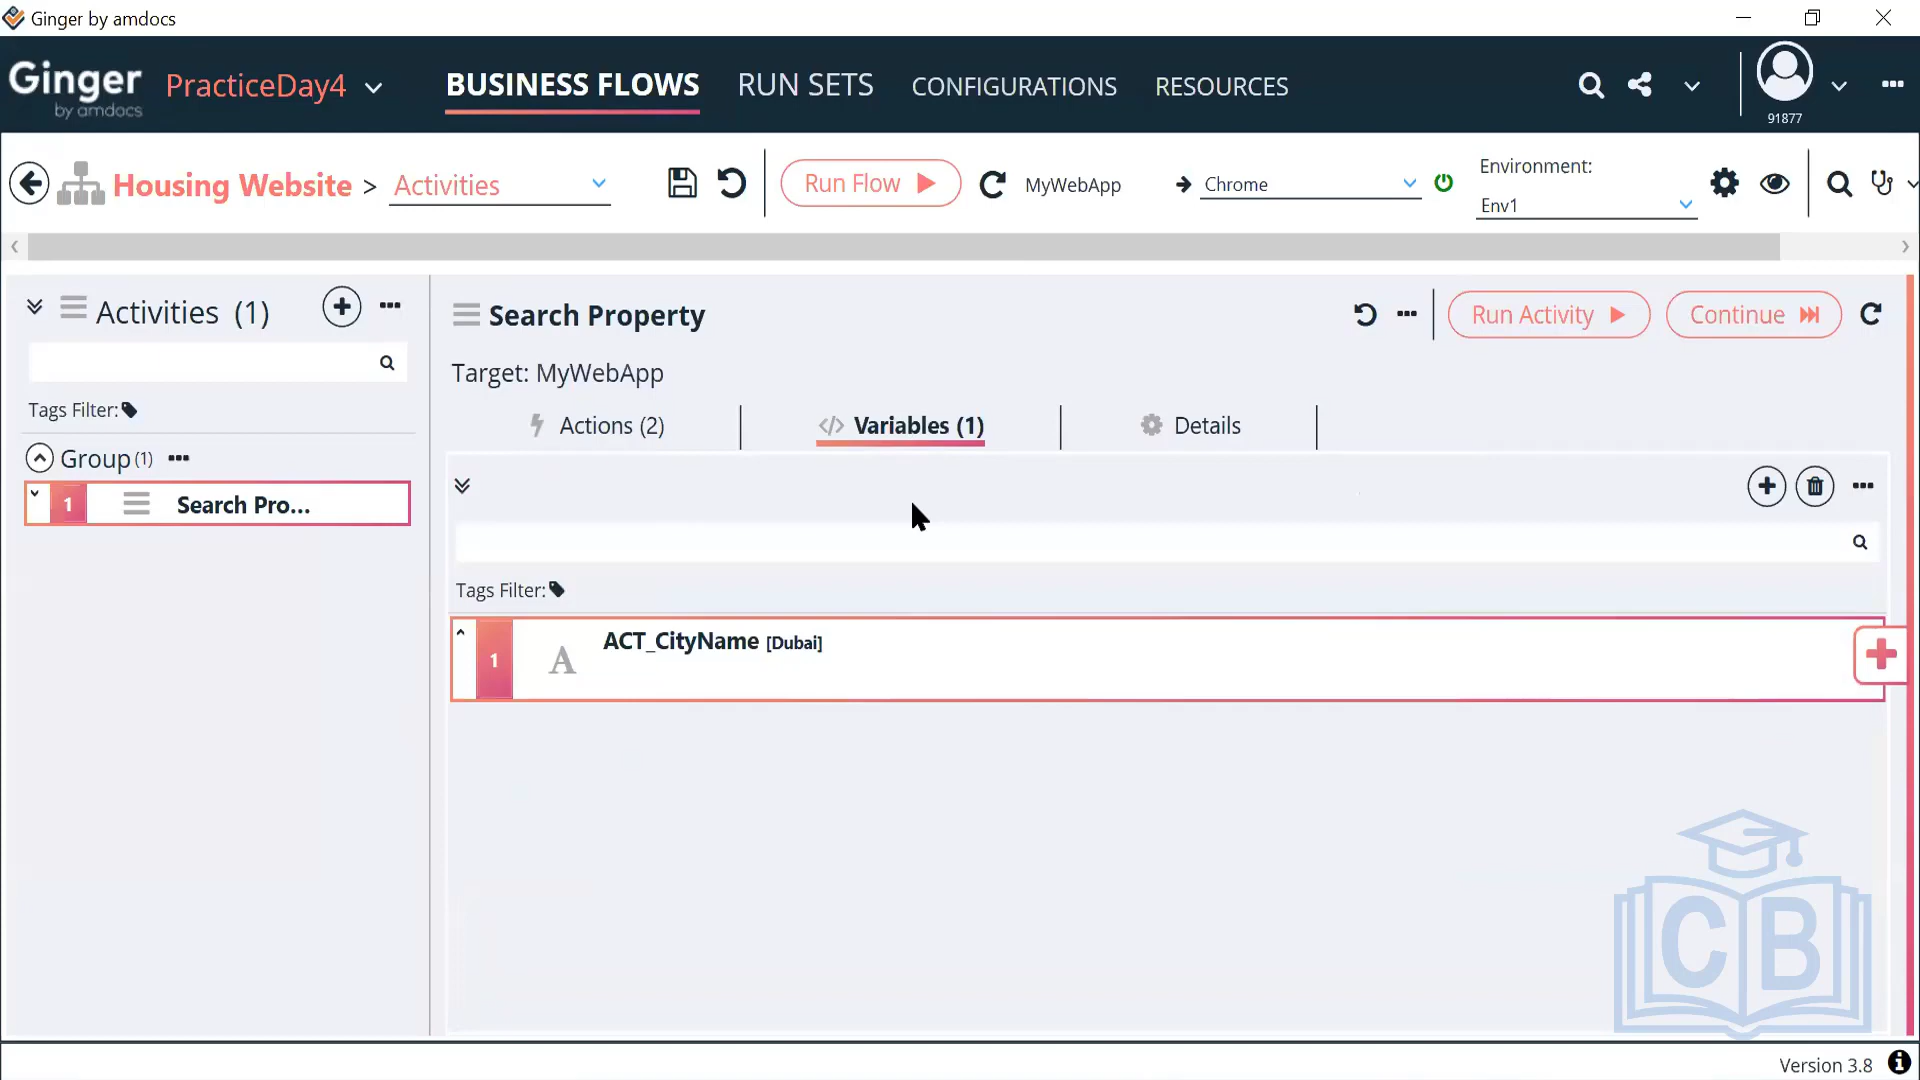 Ginger by amdocs
Ginger by amdocs
PracticeDay4
BUSINESS FLOWS
RUN SETS
CONFIGURATIONS
RESOURCES
91877
Housing Website > Activities
Run Flow
MyWebApp
Chrome
Environment:
Env1
Activities (1)
Tags Filter:
Group (1)
1 Search Pro...
Search Property
Run Activity
Continue
Target: MyWebApp
Actions (2)
Variables (1)
Details
Tags Filter:
1 A ACT_CityName [Dubai]
CB
Version 3.8